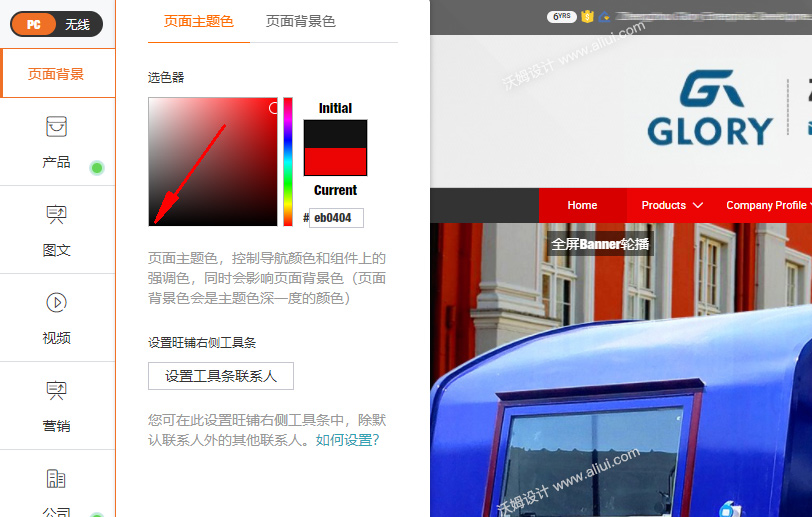 PC 无线
页面背景
产品
图文
视频
营销
公司
页面主题色 页面背景色
选色器
Initial
Current
# eb0404
页面主题色，控制导航颜色和组件上的
强调色，同时会影响页面背景色（页面
背景色会是主题色深一度的颜色）
设置旺铺右侧工具条
设置工具条联系人
您可在此设置旺铺右侧工具条中，除默
认联系人外的其他联系人。如何设置?
6YRS
沃姆设计 www.aliui.com
GLORY
Home Products Company Profile
全屏Banner轮播
沃姆设计 www.aliui.com